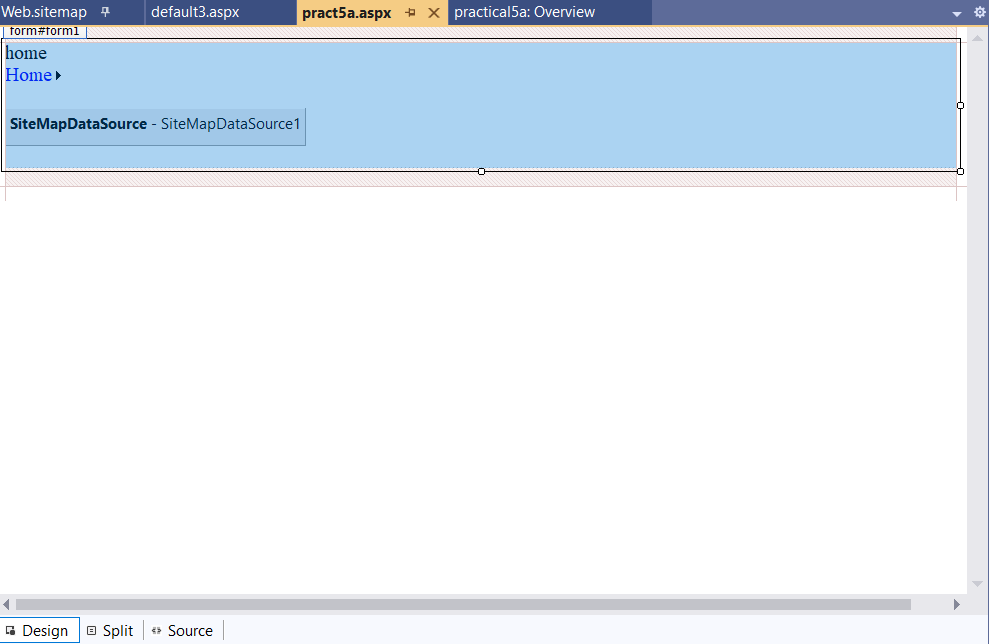 Web.sitemap default3.aspx pract5a.aspx practical5a: Overview
form#form1
home
Home
SiteMapDataSource - SiteMapDataSource1
Design Split Source